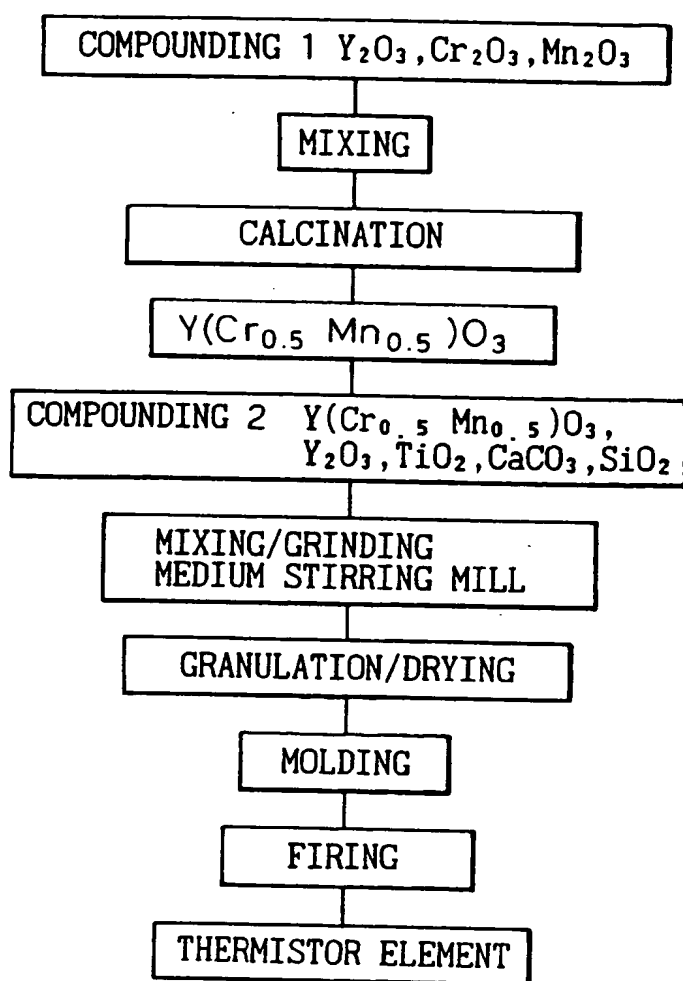 COMPOUNDING 1 Y₂O₃,Cr₂O₃,Mn₂O₃
MIXING
CALCINATION
Y(Cr₀.₅ Mn₀.₅)O₃
COMPOUNDING 2 Y(Cr₀.₅ Mn₀.₅)O₃,
Y₂O₃,TiO₂,CaCO₃,SiO₂
MIXING/GRINDING
MEDIUM STIRRING MILL
GRANULATION/DRYING
MOLDING
FIRING
THERMISTOR ELEMENT